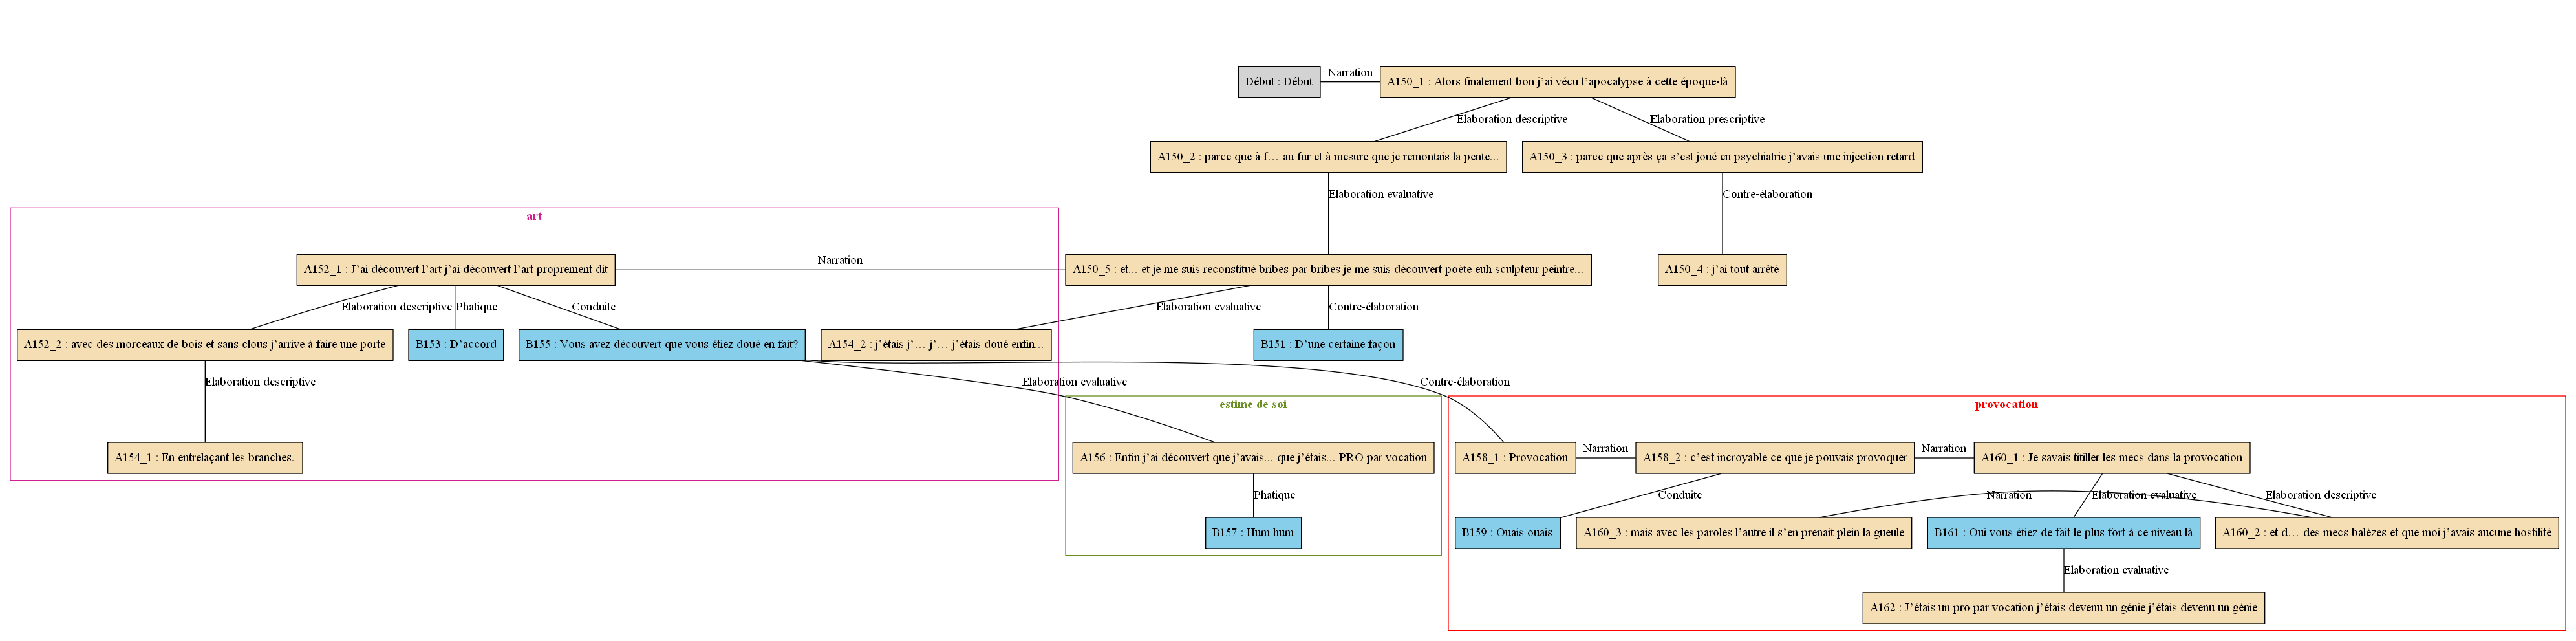 Narration
Début : Début
A150_1 : Alors finalement bon j'ai vécu l'apocalypse à cette époque-là
Elaboration descriptive
Elaboration prescriptive
A150_2 : parce que à f… au fur et à mesure que je remontais la pente...
A150_3 : parce que après ça s'est joué en psychiatrie j'avais une injection retard
Elaboration evaluative
Contre-élaboration
art
Narration
A152_1 : J'ai découvert l'art j'ai découvert l'art proprement dit
A150_5 : et... et je me suis reconstitué bribes par bribes je me suis découvert poète euh sculpteur peintre...
A150_4 : j'ai tout arrêté
Elaboration descriptive
Phatique
Conduite
Elaboration evaluative
Contre-élaboration
A152_2 : avec des morceaux de bois et sans clous j'arrive à faire une porte
B153 : D'accord
B155 : Vous avez découvert que vous étiez doué en fait?
A154_2 : j'étais j'… j'… j'étais doué enfin...
B151 : D'une certaine façon
Elaboration descriptive
Elaboration evaluative
Contre-élaboration
estime de soi
provocation
A154_1 : En entrelaçant les branches.
A156 : Enfin j'ai découvert que j'avais... que j'étais... PRO par vocation
A158_1 : Provocation
Narration
A158_2 : c'est incroyable ce que je pouvais provoquer
Narration
A160_1 : Je savais titiller les mecs dans la provocation
Phatique
Conduite
Narration
Elaboration evaluative
Elaboration descriptive
B157 : Hum hum
B159 : Ouais ouais
A160_3 : mais avec les paroles l'autre il s'en prenait plein la gueule
B161 : Oui vous étiez de fait le plus fort à ce niveau là
A160_2 : et d… des mecs balèzes et que moi j'avais aucune hostilité
Elaboration evaluative
A162 : J'étais un pro par vocation j'étais devenu un génie j'étais devenu un génie